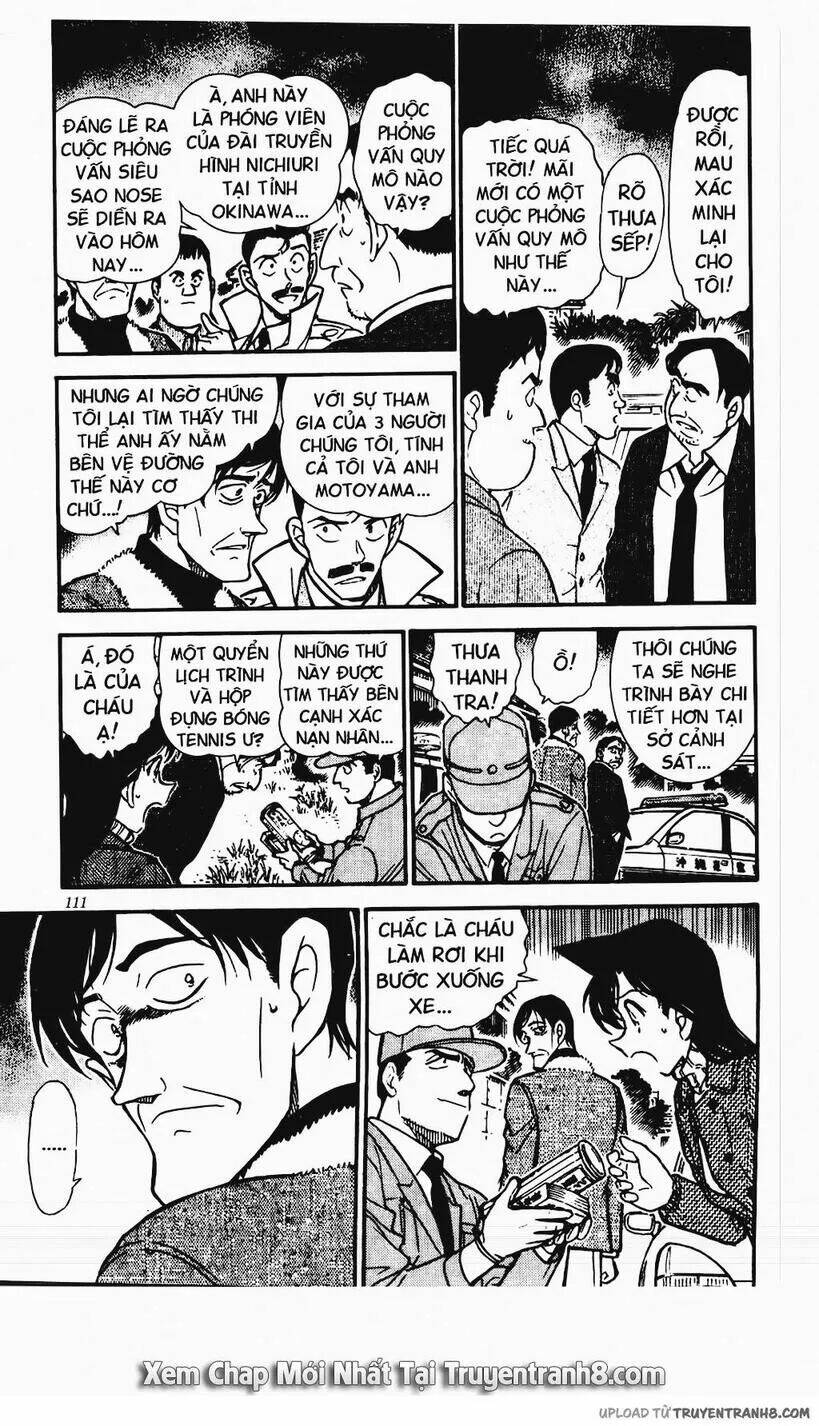 ĐƯỢC
RỒI,
MAU
XÁC
MINH
LẠI
CHO
TÔI!
RÕ
THƯA
SẾP!
TIẾC QUÁ
TRỜI! MÃI
MỚI CÓ MỘT
CUỘC PHỎNG
VẤN QUY MÔ
NHƯ THẾ
NÀY...
CUỘC
PHỎNG
VẤN QUY
MÔ NÀO
VẬY?
À, ANH NÀY
LÀ PHÓNG VIÊN
CỦA ĐÀI TRUYỀN
HÌNH NICHIURI
TẠI TỈNH
OKINAWA...
ĐÁNG LẼ RA
CUỘC PHỎNG
VẤN SIÊU
SAO NOSE
SẼ DIỄN RA
VÀO HÔM
NAY...
VỚI SỰ THAM
GIA CỦA 3 NGƯỜI
CHÚNG TÔI, TÍNH
CẢ TÔI VÀ ANH
MOTOYAMA...
NHƯNG AI NGỜ CHÚNG
TÔI LẠI TÌM THẤY THI
THỂ ANH ẤY NẰM
BÊN VỆ ĐƯỜNG
THẾ NÀY CƠ
CHỨ...!
THÔI CHÚNG
TA SẼ NGHE
TRÌNH BÀY CHI
TIẾT HƠN TẠI
SỞ CẢNH
SÁT...
Ồ!
THƯA
THANH
TRA!
NHỮNG THỨ
NÀY ĐƯỢC
TÌM THẤY BÊN
CẠNH XÁC
NẠN NHÂN...
MỘT QUYỂN
LỊCH TRÌNH
VÀ HỘP
ĐỰNG BÓNG
TENNIS Ư?
Á, ĐÓ
LÀ CỦA
CHÁU
Ạ!
111
CHẮC LÀ CHÁU
LÀM RƠI KHI
BƯỚC XUỐNG
XE...
......
Xem Chap Mới Nhất Tại Truyentranh8.com
UPLOAD TỪ TRUYENTRANH8.COM